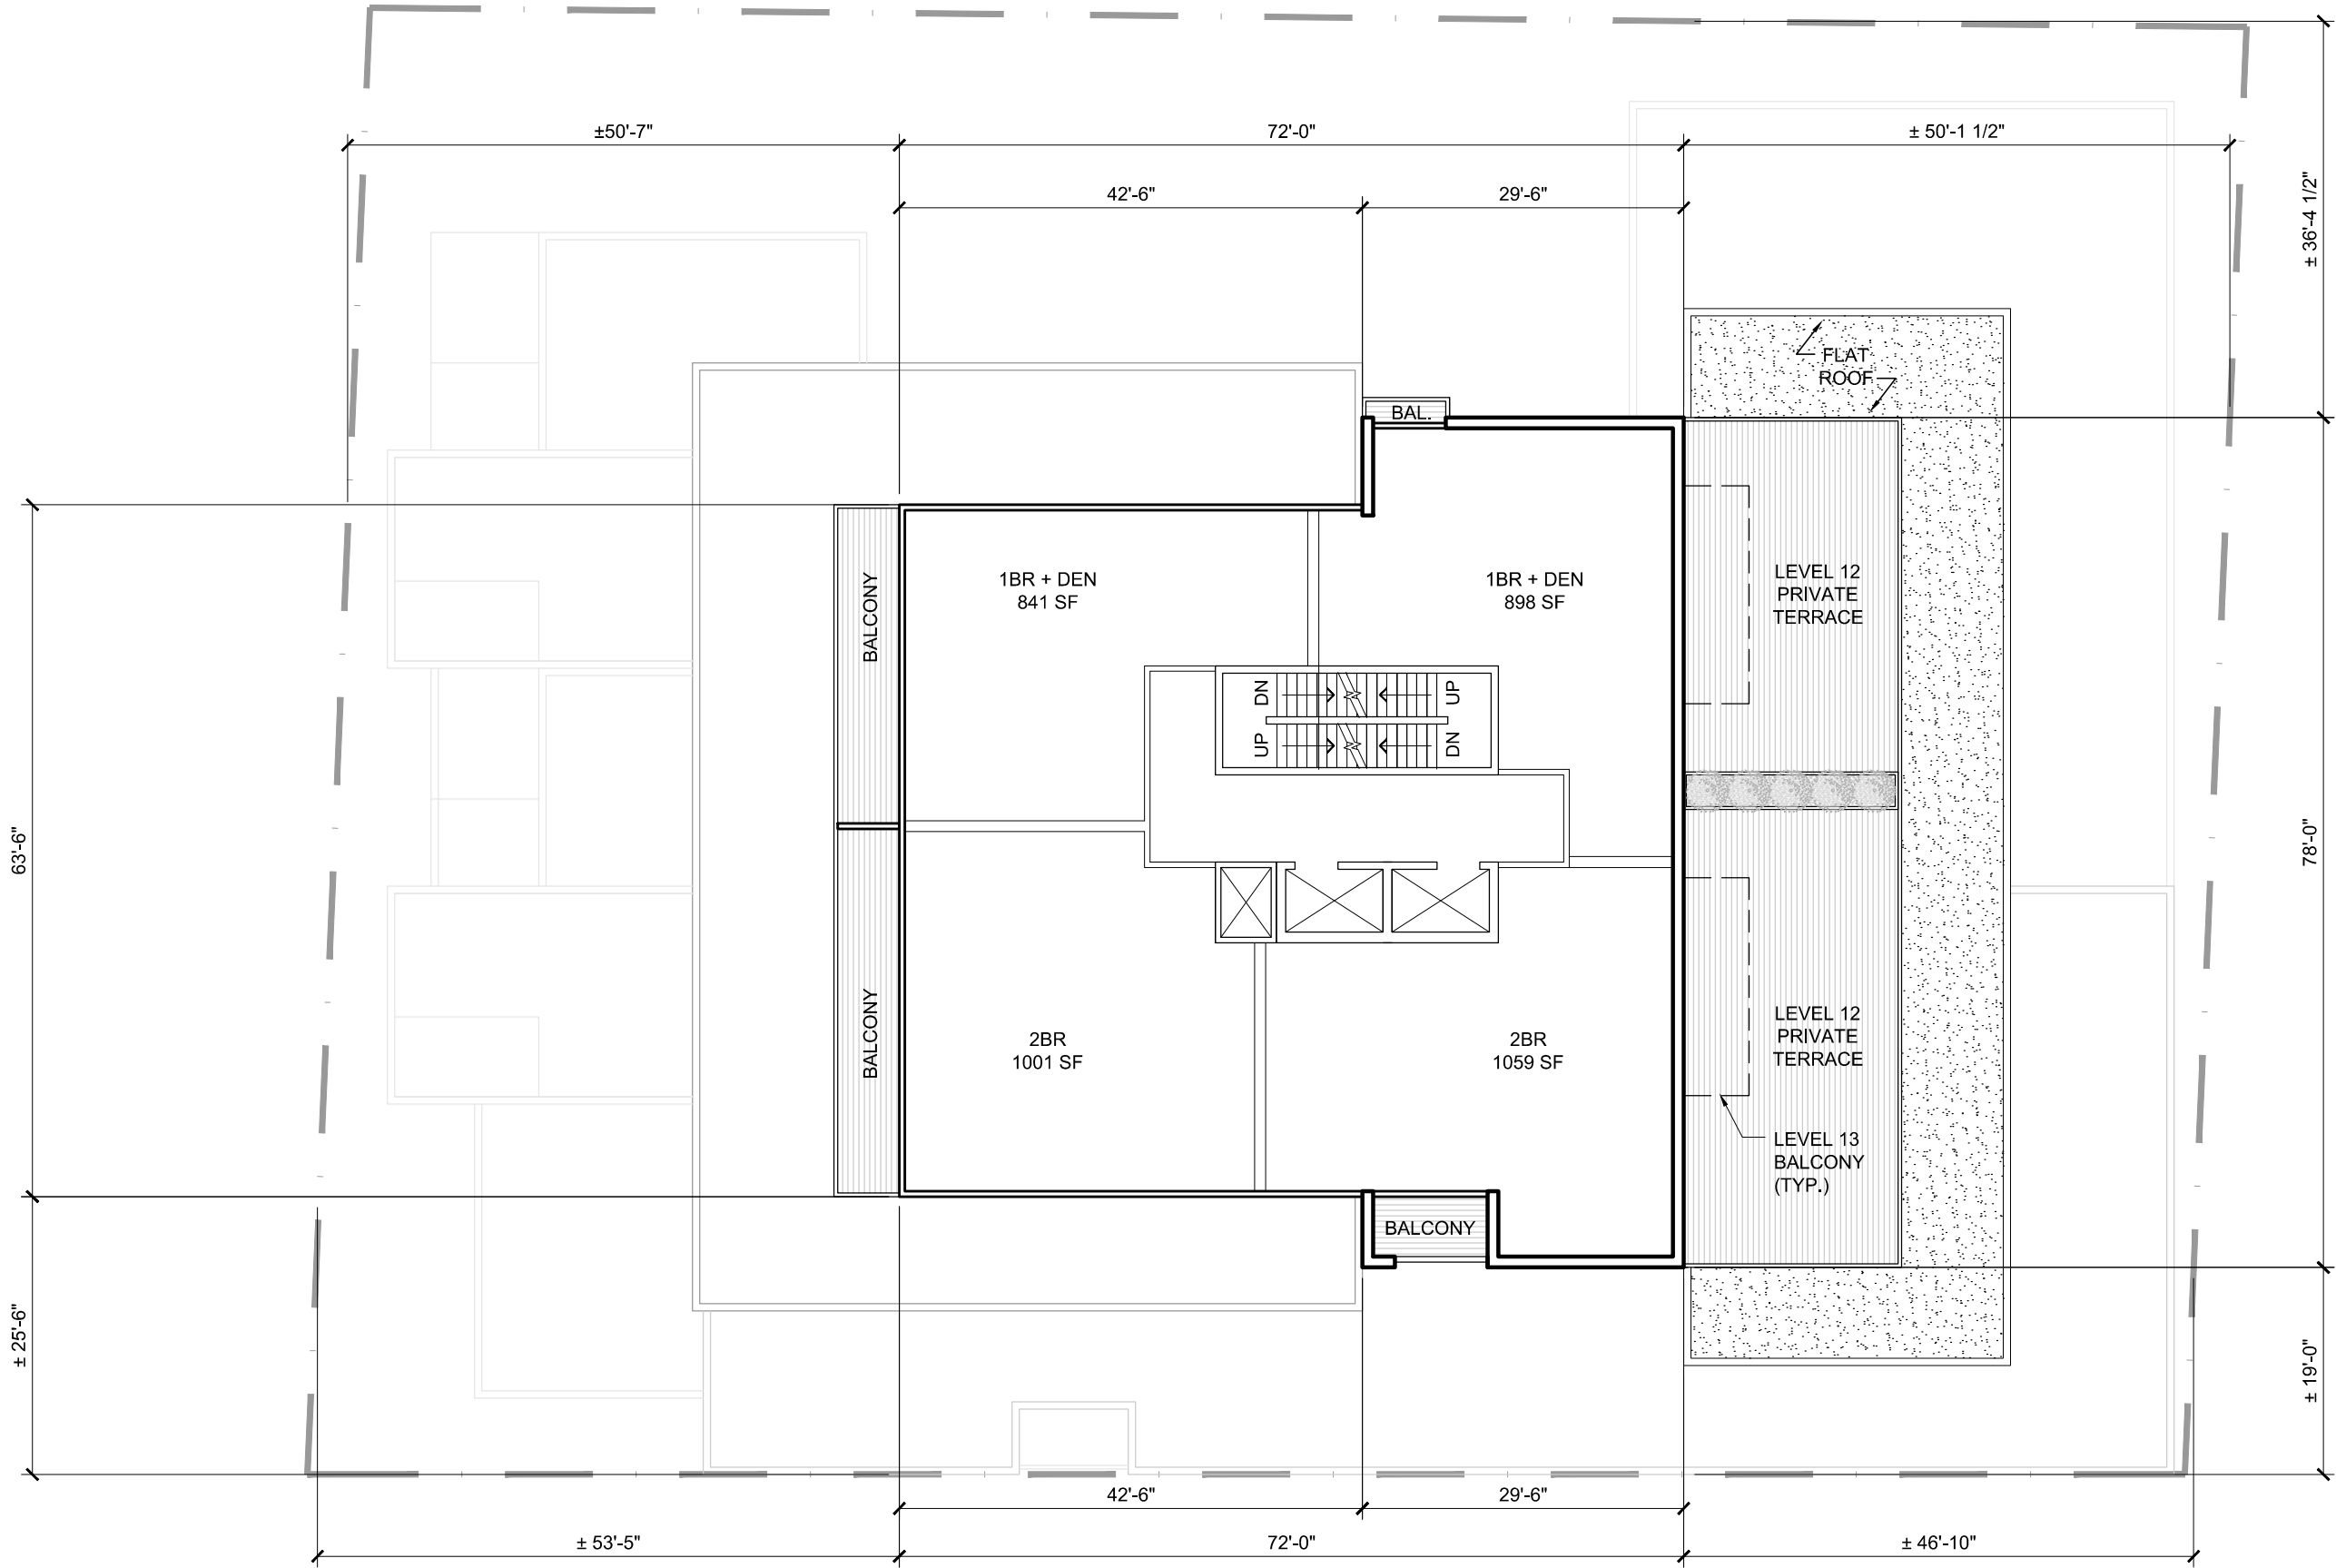 ±50'-7"
72'-0"
± 50'-1 1/2"
42'-6"
29'-6"
± 36'-4 1/2"
FLAT
ROOF
BAL.
1BR + DEN
841 SF
1BR + DEN
898 SF
BALCONY
LEVEL 12
PRIVATE
TERRACE
DN
UP
UP
DN
63'-6"
78'-0"
2BR
1001 SF
2BR
1059 SF
BALCONY
LEVEL 12
PRIVATE
TERRACE
LEVEL 13
BALCONY
(TYP.)
BALCONY
± 25'-6"
± 19'-0"
42'-6"
29'-6"
± 53'-5"
72'-0"
± 46'-10"